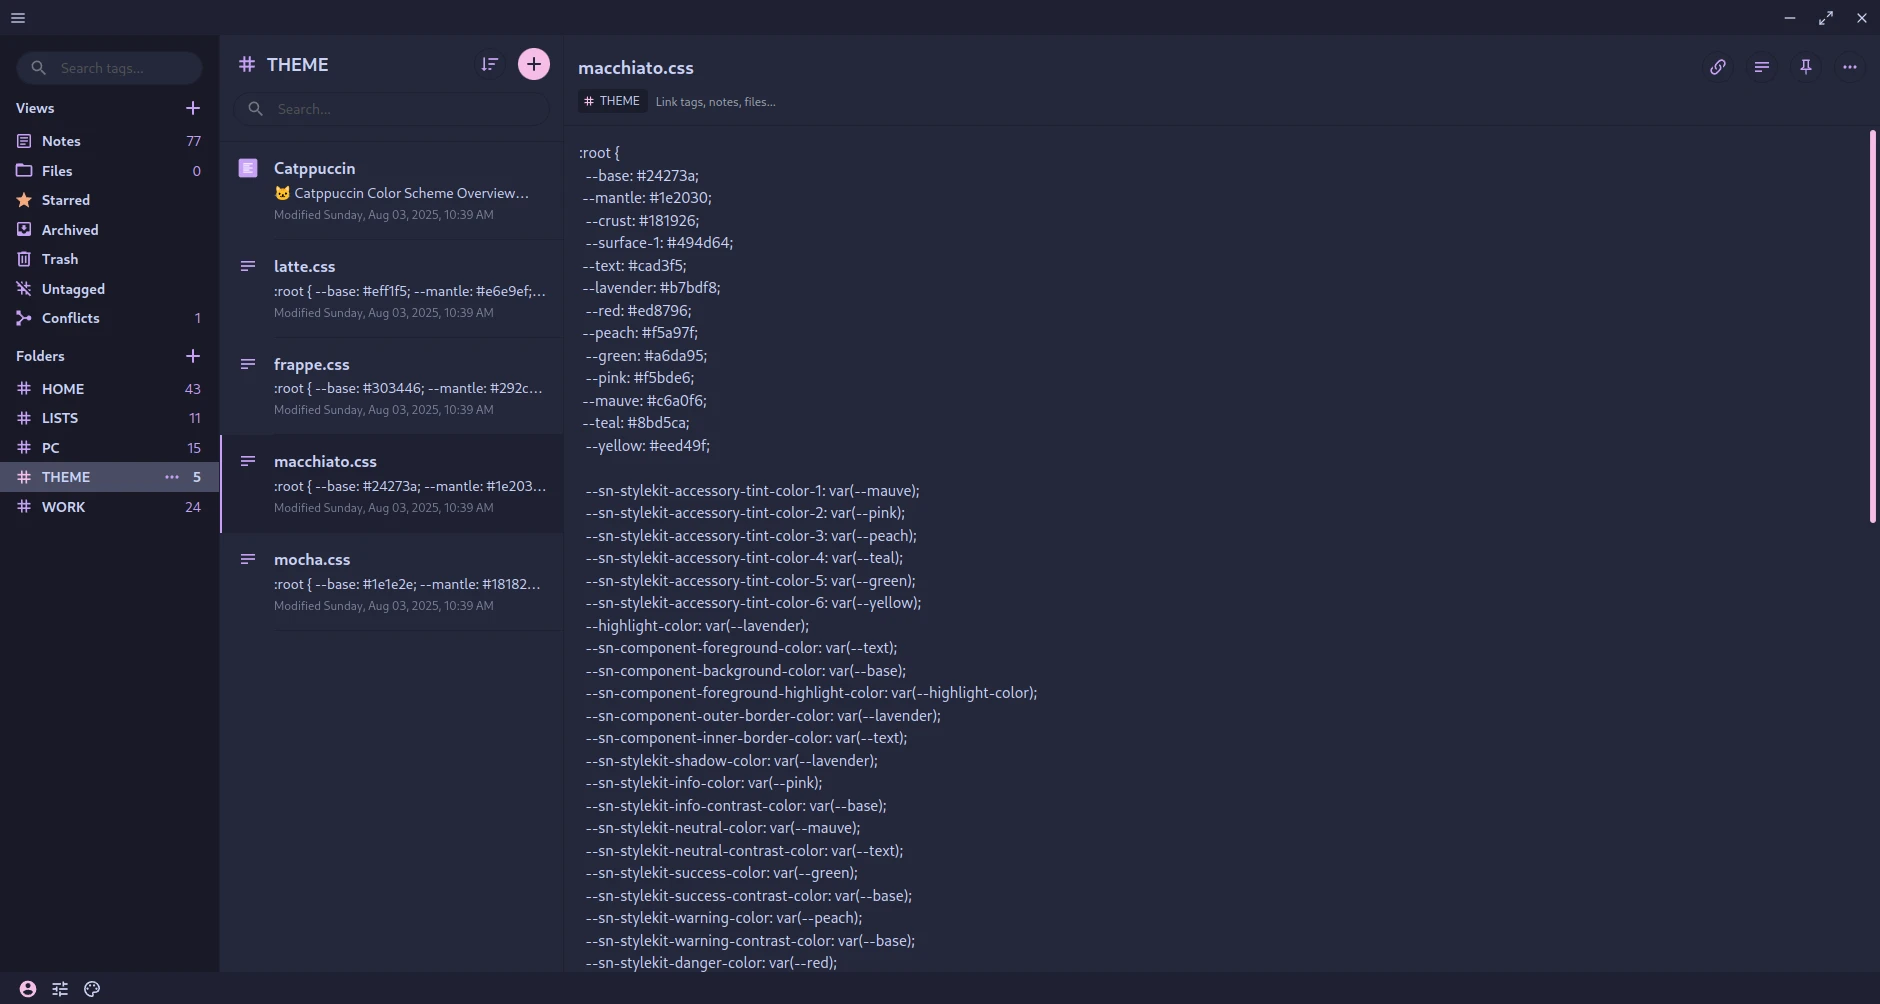 Search tags...
Views
Notes 77
Files 0
Starred
Archived
Trash
Untagged
Conflicts 1
Folders
HOME 43
LISTS 11
PC 15
THEME 5
WORK 24
THEME
Search...
Catppuccin
🐱 Catppuccin Color Scheme Overview…
Modified Sunday, Aug 03, 2025, 10:39 AM
latte.css
:root { --base: #eff1f5; --mantle: #e6e9ef;…
Modified Sunday, Aug 03, 2025, 10:39 AM
frappe.css
:root { --base: #303446; --mantle: #292c…
Modified Sunday, Aug 03, 2025, 10:39 AM
macchiato.css
:root { --base: #24273a; --mantle: #1e203…
Modified Sunday, Aug 03, 2025, 10:39 AM
mocha.css
:root { --base: #1e1e2e; --mantle: #18182…
Modified Sunday, Aug 03, 2025, 10:39 AM
macchiato.css
# THEME Link tags, notes, files...
:root {
--base: #24273a;
--mantle: #1e2030;
--crust: #181926;
--surface-1: #494d64;
--text: #cad3f5;
--lavender: #b7bdf8;
--red: #ed8796;
--peach: #f5a97f;
--green: #a6da95;
--pink: #f5bde6;
--mauve: #c6a0f6;
--teal: #8bd5ca;
--yellow: #eed49f;
--sn-stylekit-accessory-tint-color-1: var(--mauve);
--sn-stylekit-accessory-tint-color-2: var(--pink);
--sn-stylekit-accessory-tint-color-3: var(--peach);
--sn-stylekit-accessory-tint-color-4: var(--teal);
--sn-stylekit-accessory-tint-color-5: var(--green);
--sn-stylekit-accessory-tint-color-6: var(--yellow);
--highlight-color: var(--lavender);
--sn-component-foreground-color: var(--text);
--sn-component-background-color: var(--base);
--sn-component-foreground-highlight-color: var(--highlight-color);
--sn-component-outer-border-color: var(--lavender);
--sn-component-inner-border-color: var(--text);
--sn-stylekit-shadow-color: var(--lavender);
--sn-stylekit-info-color: var(--pink);
--sn-stylekit-info-contrast-color: var(--base);
--sn-stylekit-neutral-color: var(--mauve);
--sn-stylekit-neutral-contrast-color: var(--text);
--sn-stylekit-success-color: var(--green);
--sn-stylekit-success-contrast-color: var(--base);
--sn-stylekit-warning-color: var(--peach);
--sn-stylekit-warning-contrast-color: var(--base);
--sn-stylekit-danger-color: var(--red);